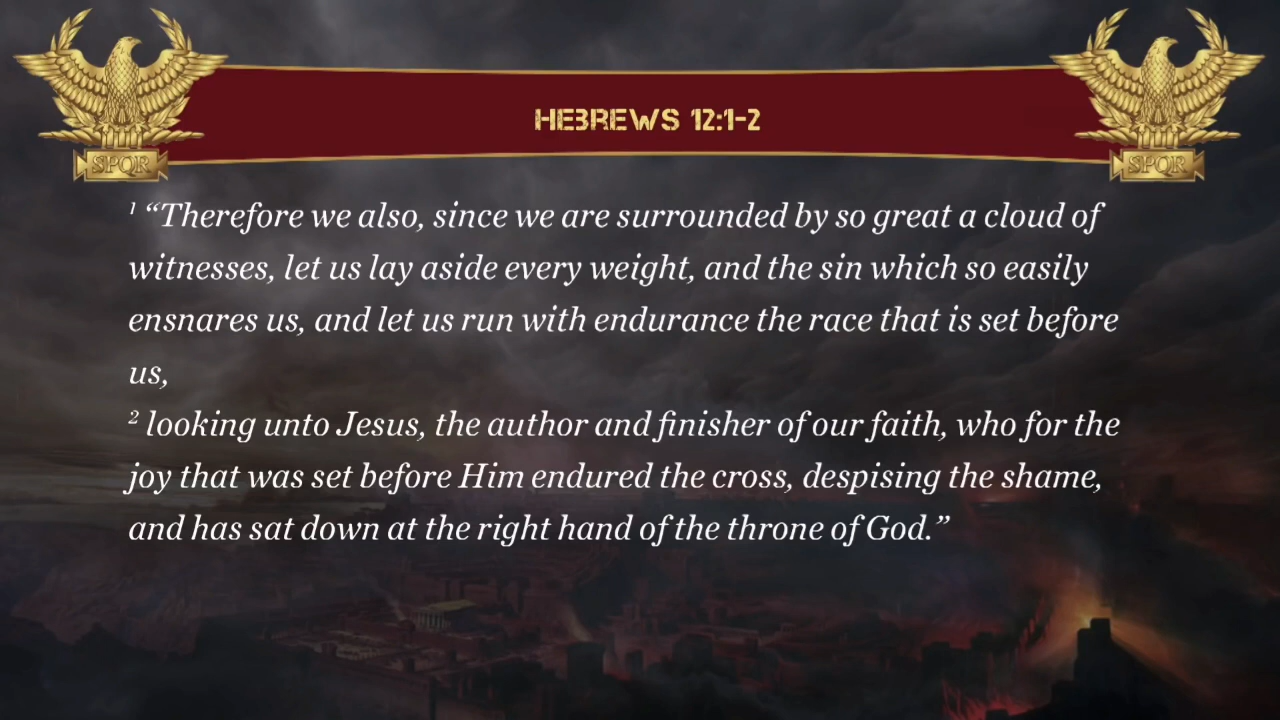 HEBREWS 12:1-2
SPQR
SPQR
¹ “Therefore we also, since we are surrounded by so great a cloud of
witnesses, let us lay aside every weight, and the sin which so easily
ensnares us, and let us run with endurance the race that is set before
us,
² looking unto Jesus, the author and finisher of our faith, who for the
joy that was set before Him endured the cross, despising the shame,
and has sat down at the right hand of the throne of God.”